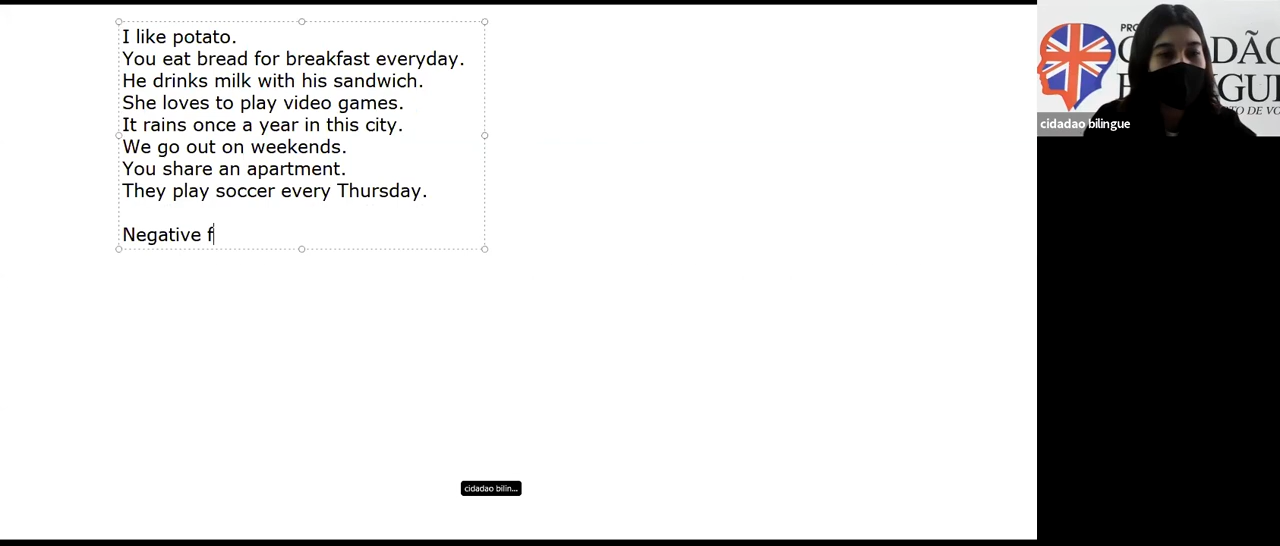 I like potato.
You eat bread for breakfast everyday.
He drinks milk with his sandwich.
She loves to play video games.
It rains once a year in this city.
We go out on weekends.
You share an apartment.
They play soccer every Thursday.
Negative f
cidadao bilin...
cidadao bilingue